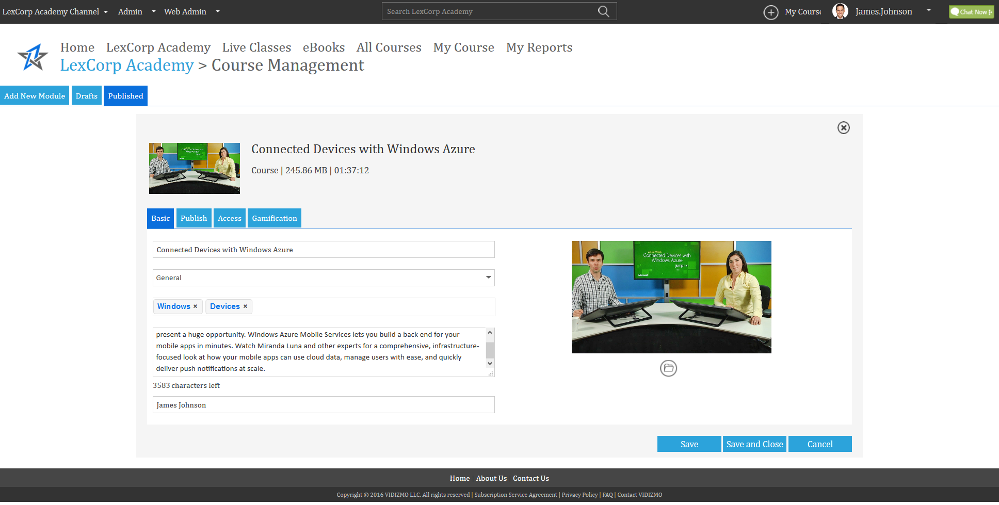 LexCorp Academy Channel Admin Web Admin Search LexCorp Academy My Course James.Johnson Chat Now
Home LexCorp Academy Live Classes eBooks All Courses My Course My Reports
LexCorp Academy > Course Management
Add New Module Drafts Published
Connected Devices with Windows Azure
Course | 245.86 MB | 01:37:12
Basic Publish Access Gamification
Connected Devices with Windows Azure
General
Windows × Devices ×
present a huge opportunity. Windows Azure Mobile Services lets you build a back end for your
mobile apps in minutes. Watch Miranda Luna and other experts for a comprehensive, infrastructure-
focused look at how your mobile apps can use cloud data, manage users with ease, and quickly
deliver push notifications at scale.
3583 characters left
James Johnson
Azure Week
Connected Devices with
Windows Azure
jump
Microsoft
Save Save and Close Cancel
Home | About Us | Contact Us
Copyright © 2016 VIDIZMO LLC. All rights reserved | Subscription Service Agreement | Privacy Policy | FAQ | Contact VIDIZMO